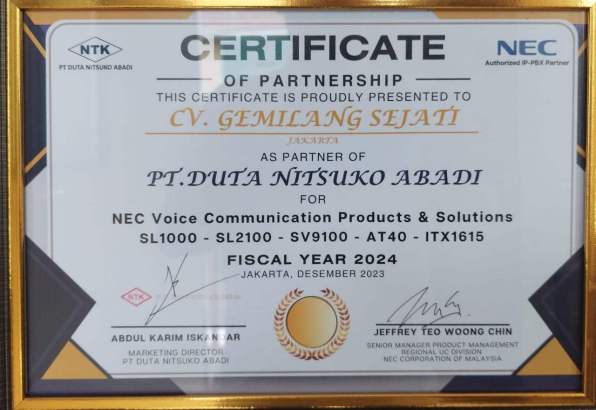 NTK
PT DUTA NITSUKO ABADI
NEC
Authorized IP-PBX Partner
CERTIFICATE
OF PARTNERSHIP
THIS CERTIFICATE IS PROUDLY PRESENTED TO
CV. GEMILANG SEJATI
JAKARTA
AS PARTNER OF
PT.DUTA NITSUKO ABADI
FOR
NEC Voice Communication Products & Solutions
SL1000 - SL2100 - SV9100 - AT40 - ITX1615
FISCAL YEAR 2024
JAKARTA, DESEMBER 2023
NTK
ABDUL KARIM ISKANDAR
MARKETING DIRECTOR
PT DUTA NITSUKO ABADI
JEFFREY TEO WOONG CHIN
SENIOR MANAGER PRODUCT MANAGEMENT
REGIONAL UC DIVISION
NEC CORPORATION OF MALAYSIA